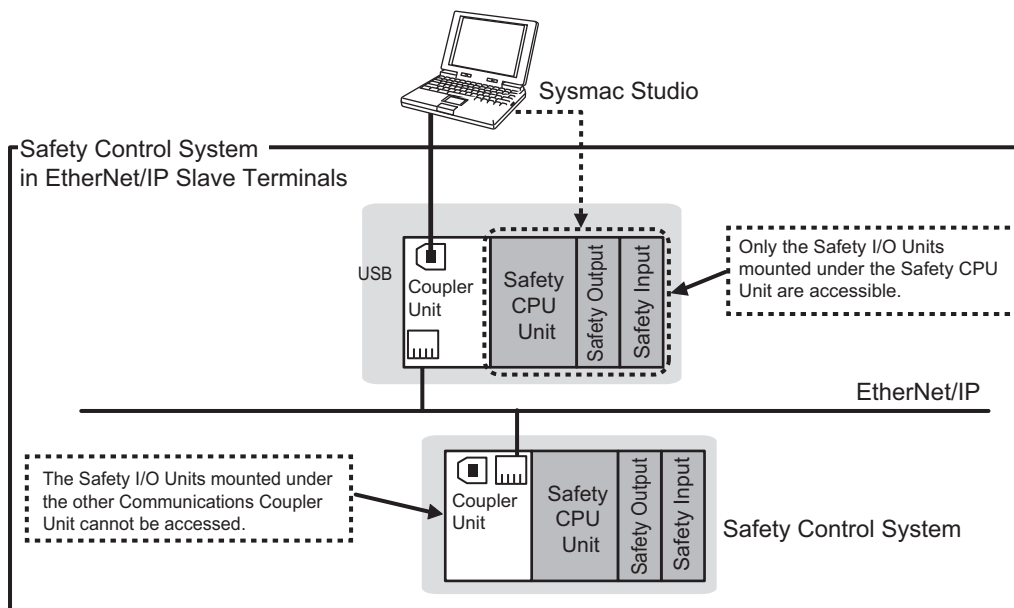 Sysmac Studio
Safety Control System
in EtherNet/IP Slave Terminals
USB
Coupler
Unit
Safety
CPU
Unit
Safety Output
Safety Input
Only the Safety I/O Units
mounted under the Safety CPU
Unit are accessible.
EtherNet/IP
The Safety I/O Units mounted under
the other Communications Coupler
Unit cannot be accessed.
Coupler
Unit
Safety
CPU
Unit
Safety Output
Safety Input
Safety Control System